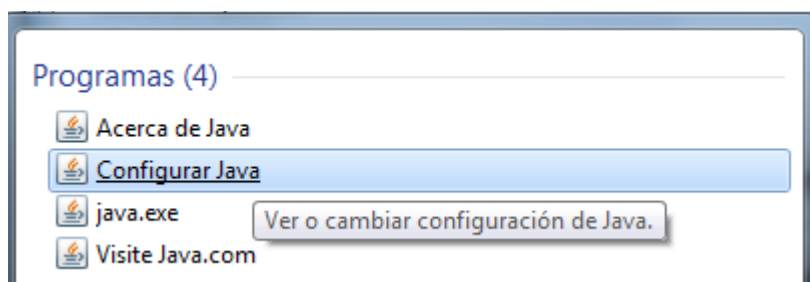 Programas (4)
Acerca de Java
Configurar Java
java.exe
Ver o cambiar configuración de Java.
Visite Java.com